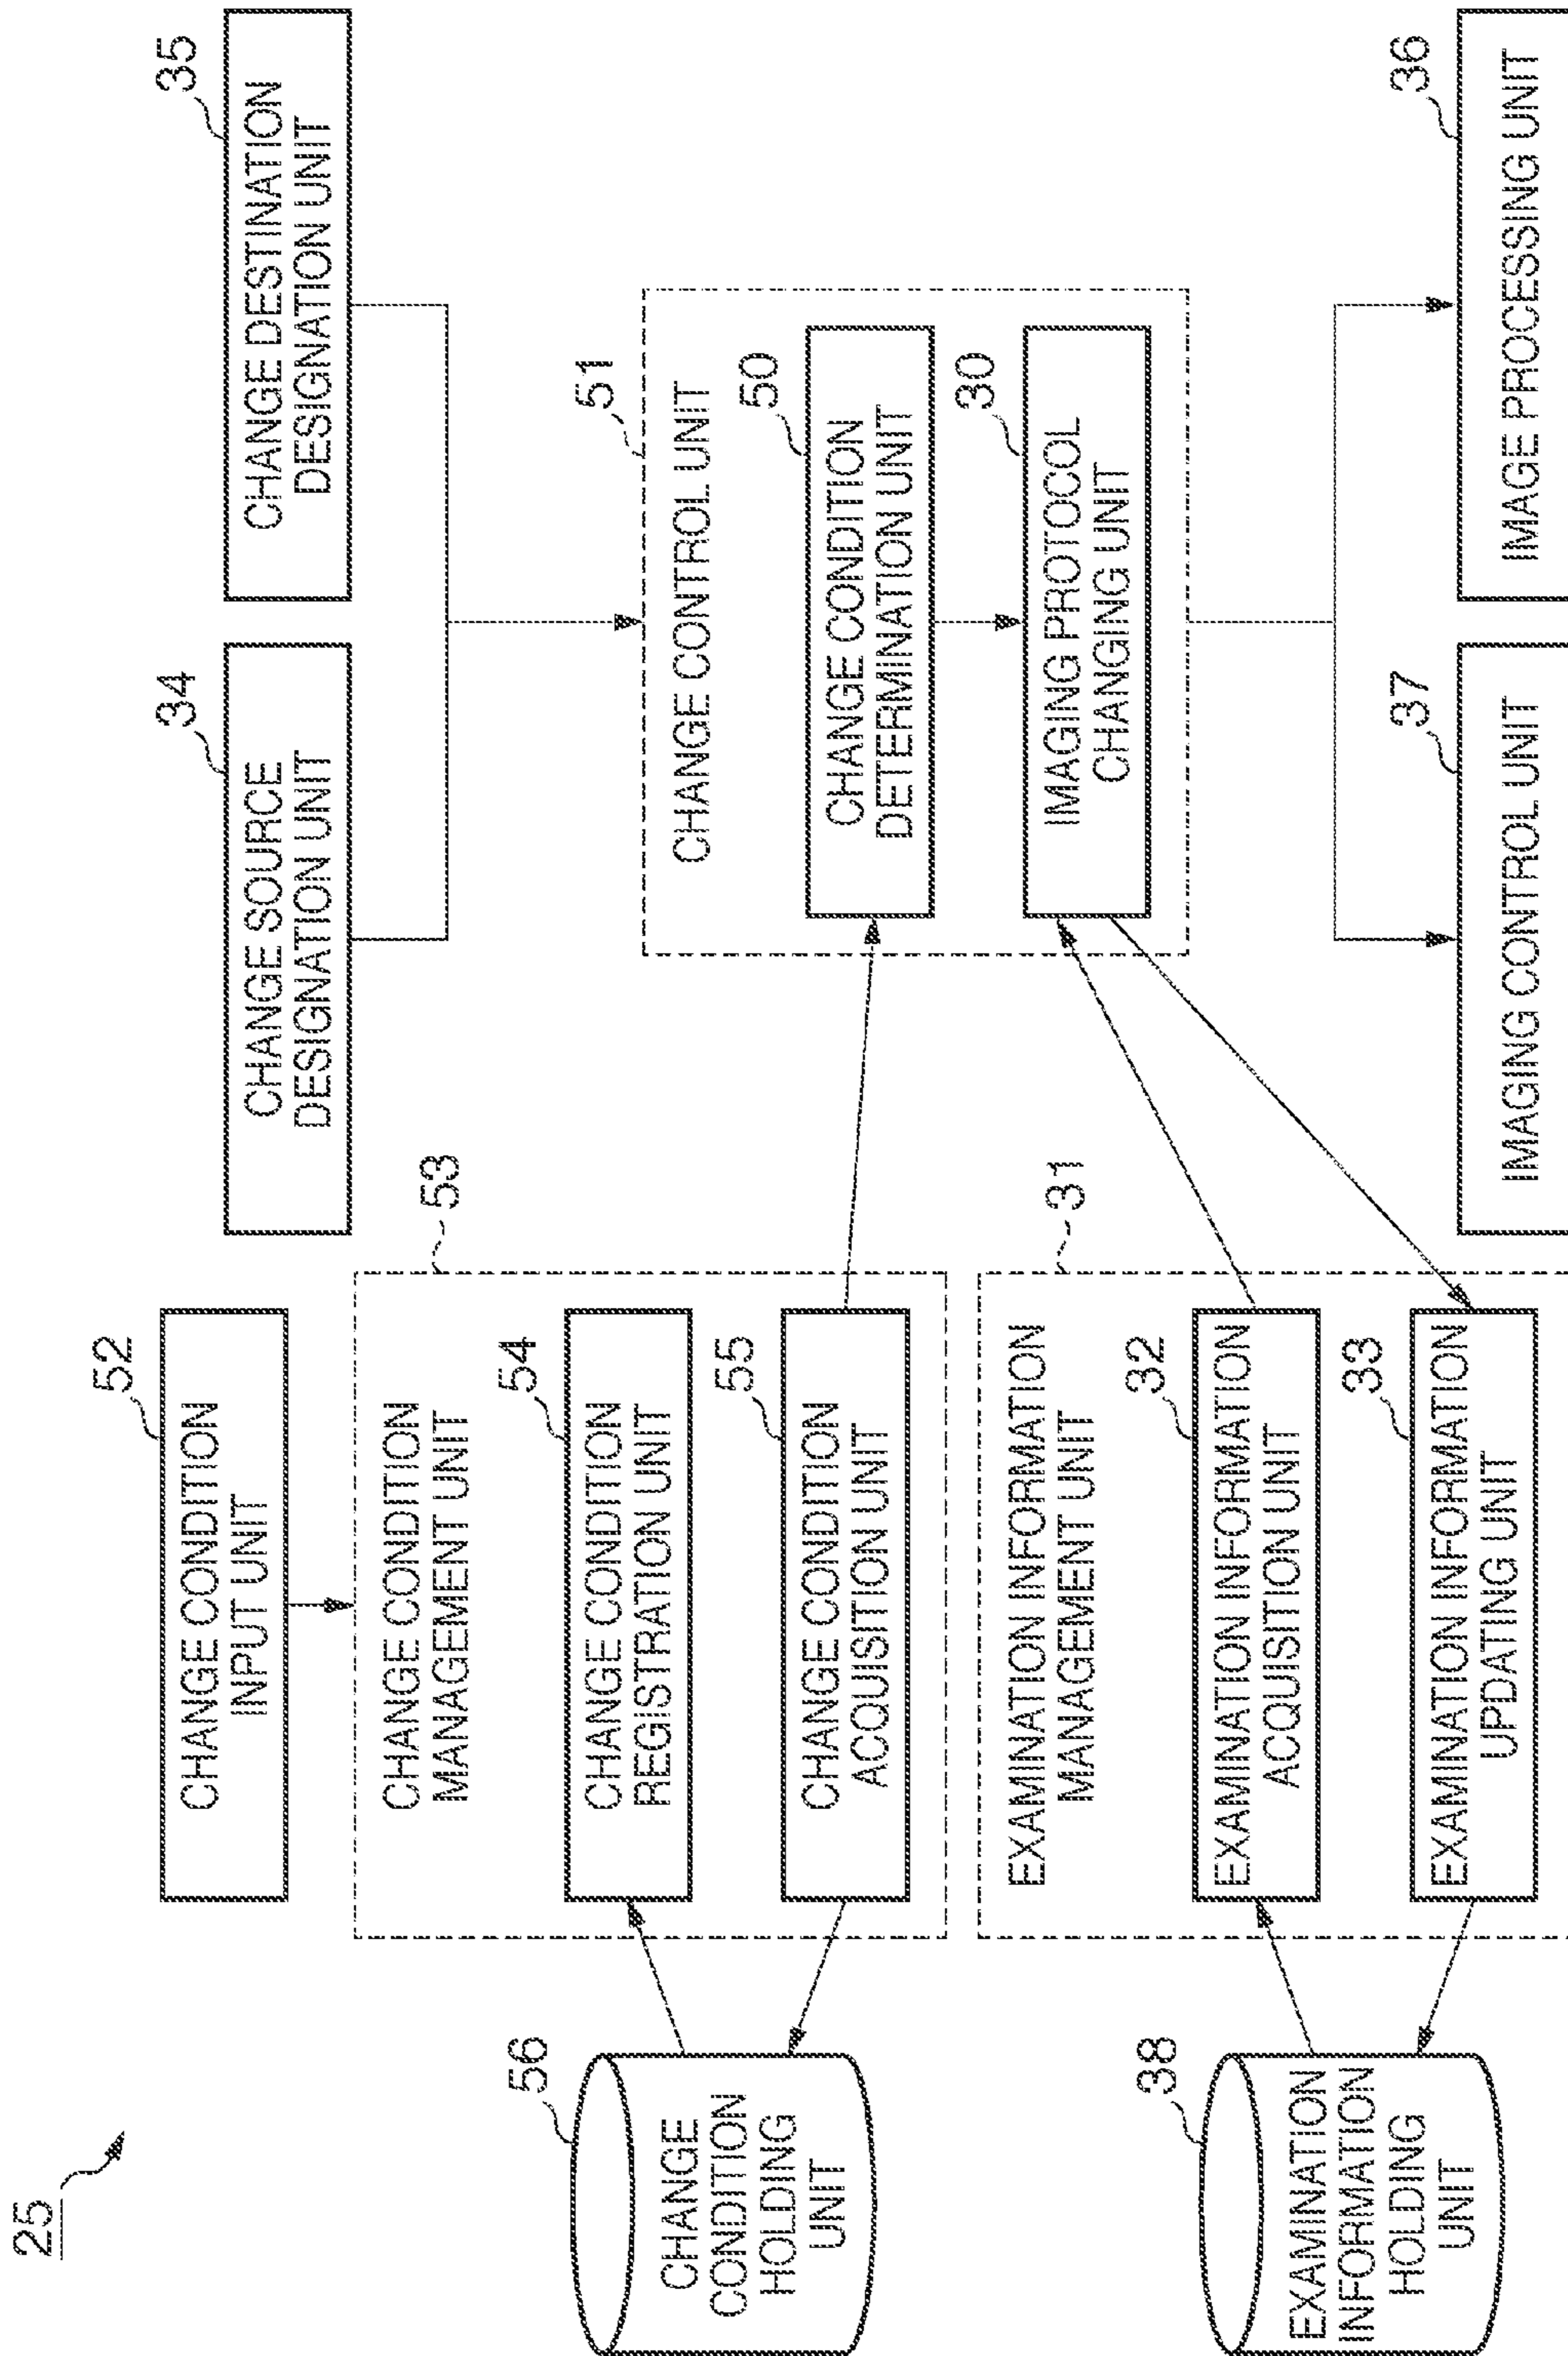 25
52
CHANGE CONDITION
INPUT UNIT
34
CHANGE SOURCE
DESIGNATION UNIT
35
CHANGE DESTINATION
DESIGNATION UNIT
53
CHANGE CONDITION
MANAGEMENT UNIT
56
CHANGE
CONDITION
HOLDING
UNIT
54
CHANGE CONDITION
REGISTRATION UNIT
55
CHANGE CONDITION
ACQUISITION UNIT
51
CHANGE CONTROL UNIT
50
CHANGE CONDITION
DETERMINATION UNIT
30
IMAGING PROTOCOL
CHANGING UNIT
31
EXAMINATION INFORMATION
MANAGEMENT UNIT
38
EXAMINATION
INFORMATION
HOLDING
UNIT
32
EXAMINATION INFORMATION
ACQUISITION UNIT
33
EXAMINATION INFORMATION
UPDATING UNIT
37
IMAGING CONTROL UNIT
36
IMAGE PROCESSING UNIT